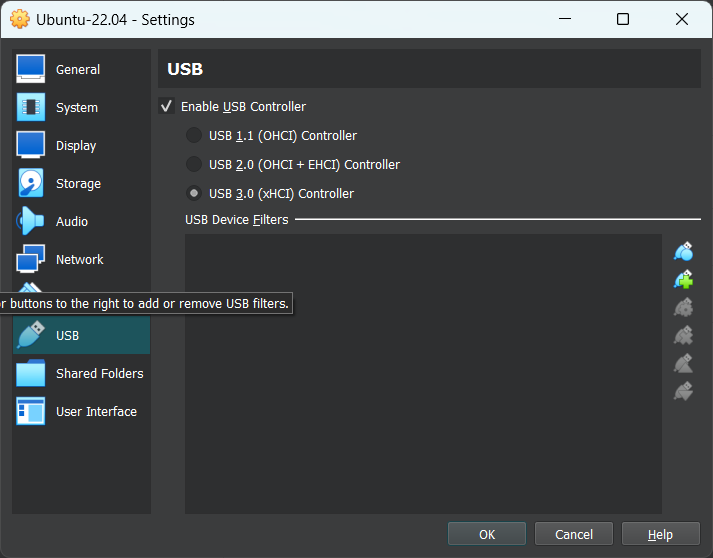 Ubuntu-22.04 - Settings
General
System
Display
Storage
Audio
Network
or buttons to the right to add or remove USB filters.
USB
Shared Folders
User Interface
USB
Enable USB Controller
USB 1.1 (OHCI) Controller
USB 2.0 (OHCI + EHCI) Controller
USB 3.0 (xHCI) Controller
USB Device Filters
OK
Cancel
Help